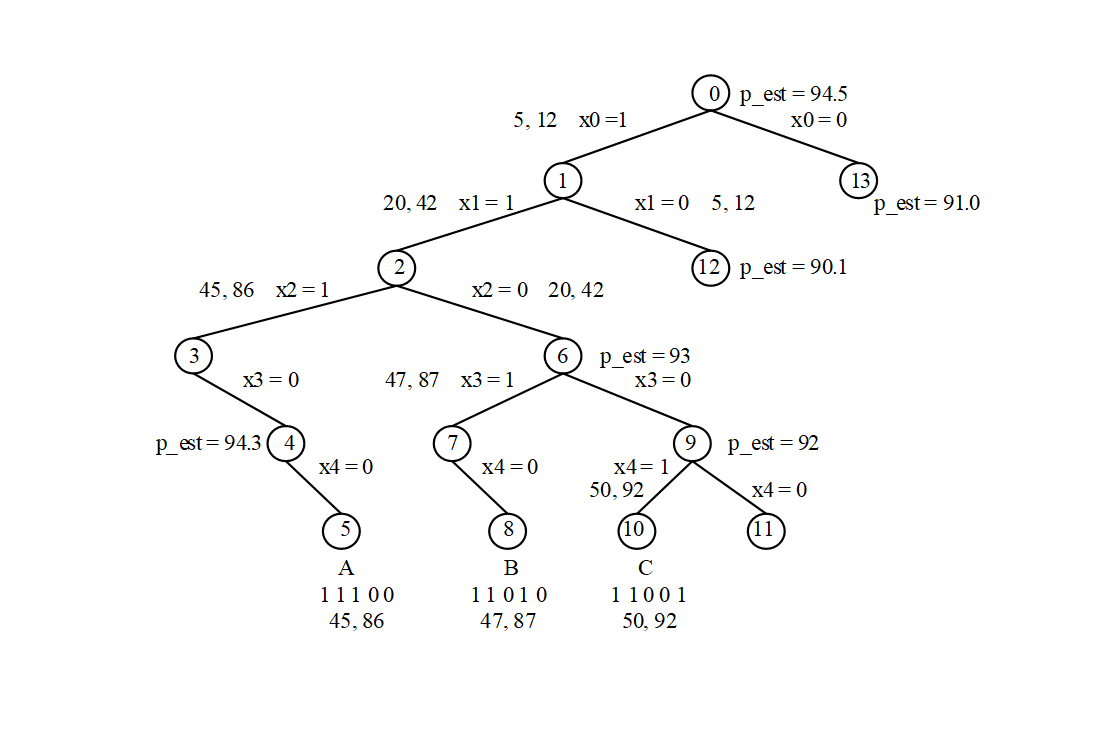 0 p_est = 94.5
5, 12 x0 =1 x0 = 0
1 13
20, 42 x1 = 1 x1 = 0 5, 12 p_est = 91.0
2 12 p_est = 90.1
45, 86 x2 = 1 x2 = 0 20, 42
3 6 p_est = 93
x3 = 0 47, 87 x3 = 1 x3 = 0
p_est = 94.3 4 7 9 p_est = 92
x4 = 0 x4 = 0 x4 = 1
50, 92 x4 = 0
5 8 10 11
A B C
1 1 1 0 0 1 1 0 1 0 1 1 0 0 1
45, 86 47, 87 50, 92